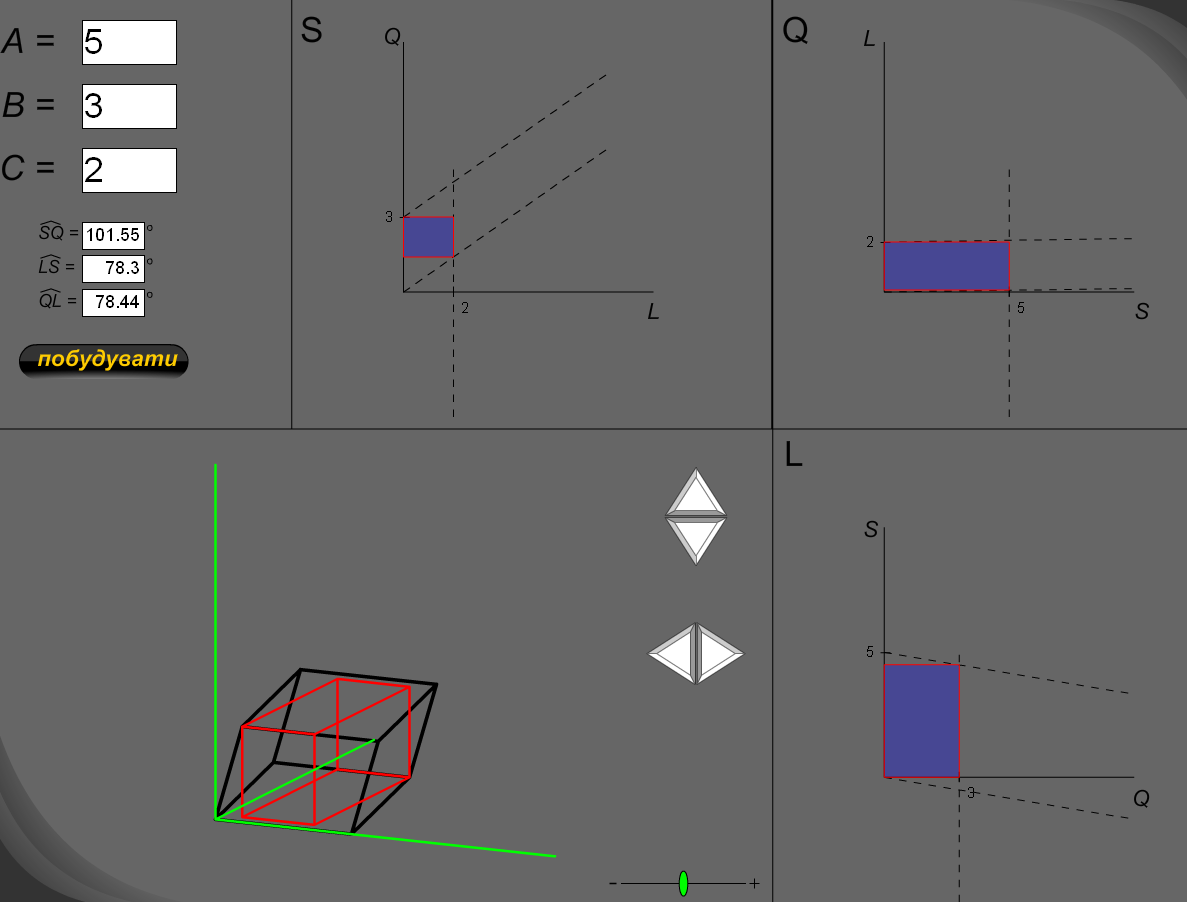 A = 5
B = 3
C = 2
SQ = 101.55 °
LS = 78.3 °
QL = 78.44 °
побудувати
S
Q
3
2
L
Q
L
2
5
S
L
S
5
3
Q
- +